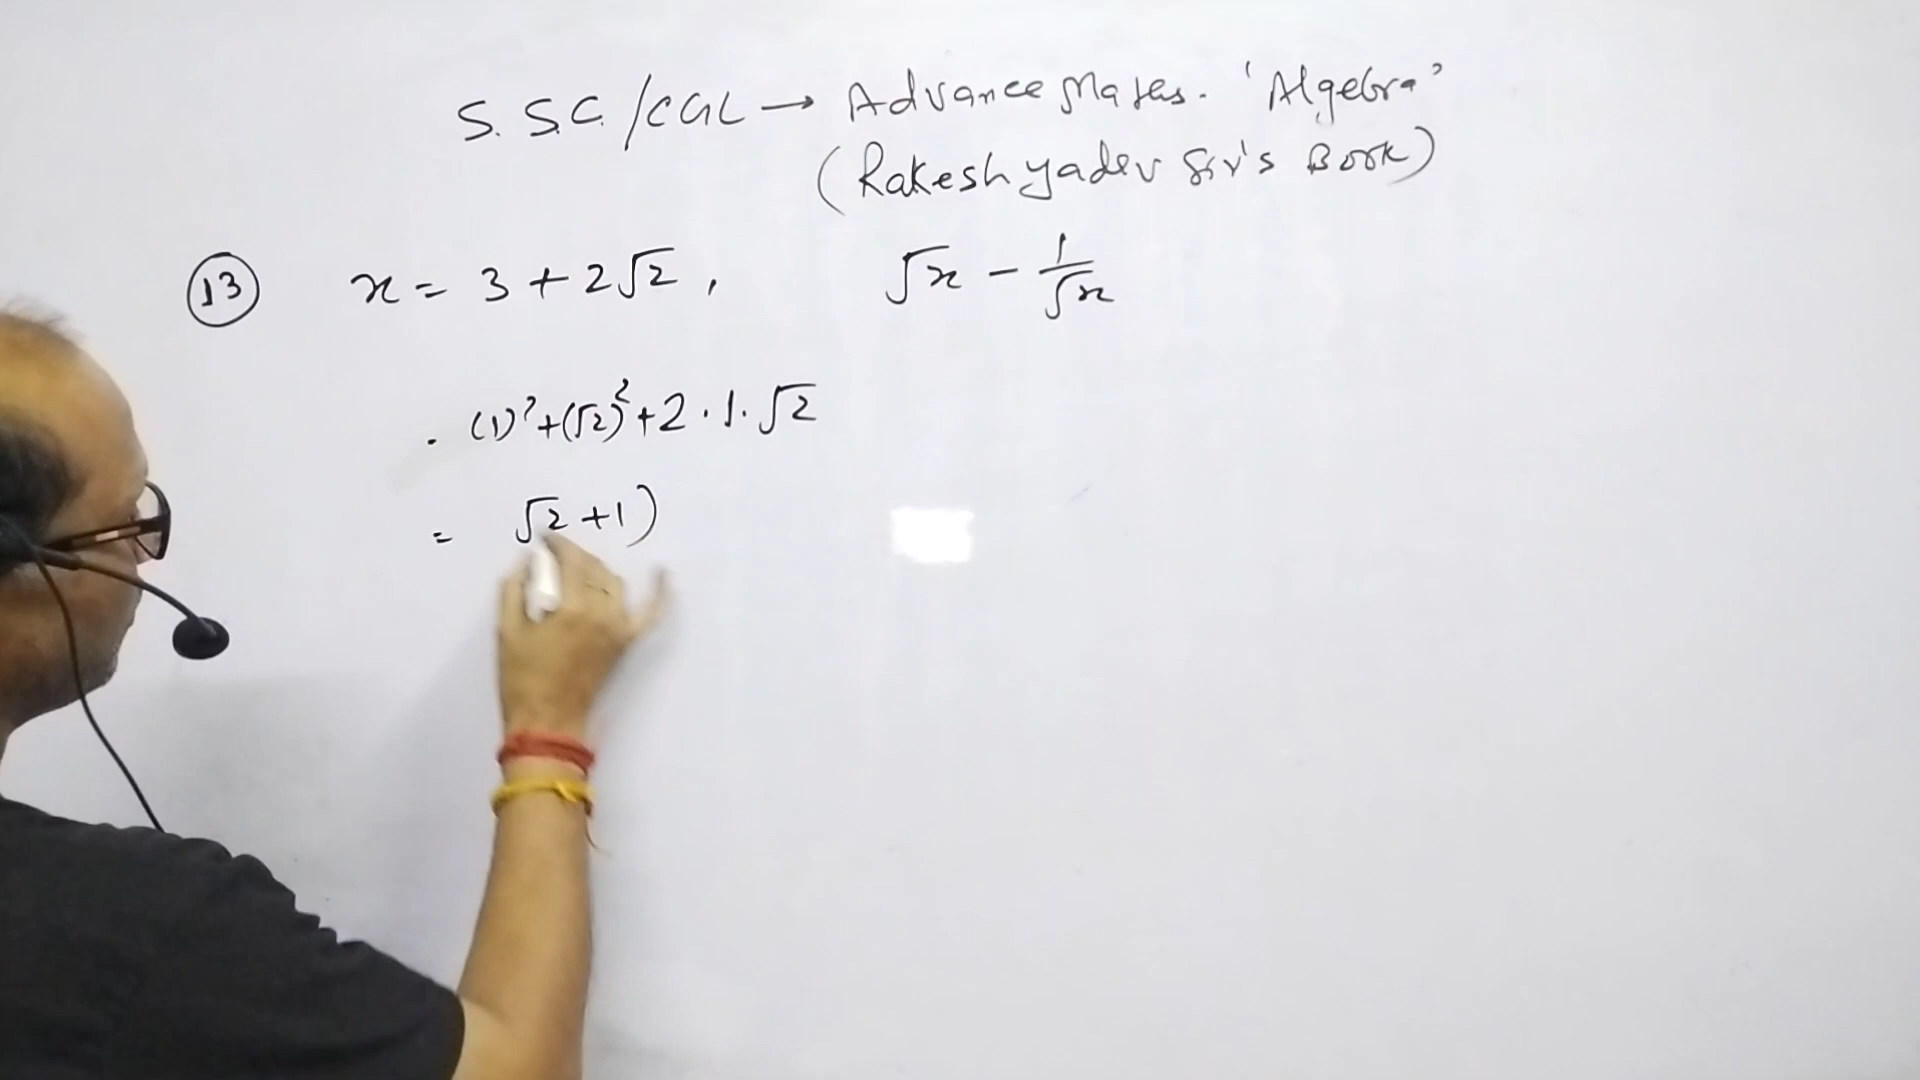 S.S.C./CGL → Advance Maths. 'Algebra'
(Rakesh yadav Sir's Book)
(13) x = 3 + 2√2 , √x - 1/√x
. (1)² + (√2)² + 2 · 1 · √2
= √2 + 1)